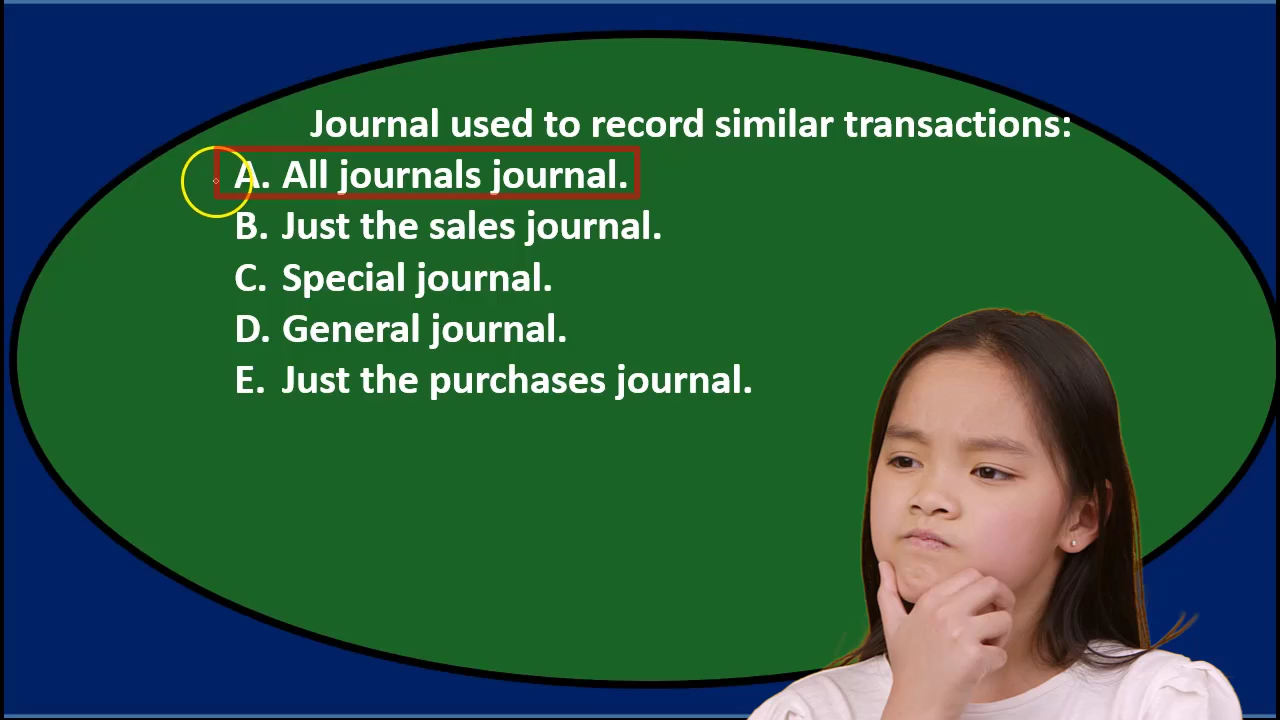 Journal used to record similar transactions:
A. All journals journal.
B. Just the sales journal.
C. Special journal.
D. General journal.
E. Just the purchases journal.